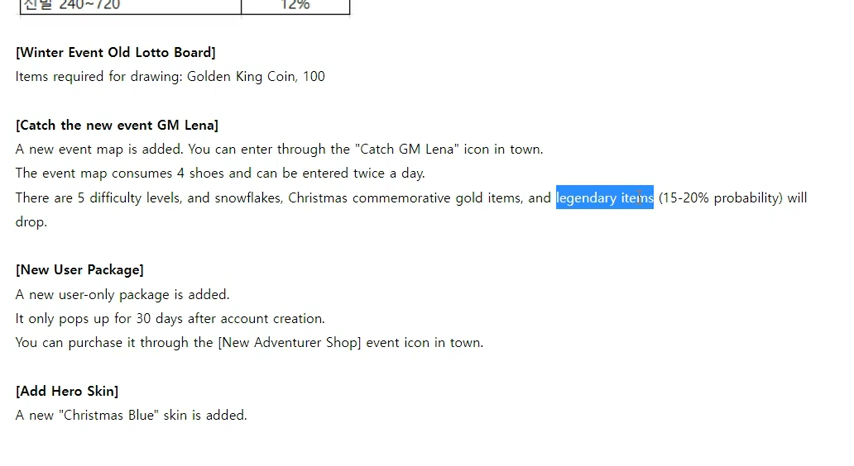 신발 240~720 12%
[Winter Event Old Lotto Board]
Items required for drawing: Golden King Coin, 100
[Catch the new event GM Lena]
A new event map is added. You can enter through the "Catch GM Lena" icon in town.
The event map consumes 4 shoes and can be entered twice a day.
There are 5 difficulty levels, and snowflakes, Christmas commemorative gold items, and legendary items (15-20% probability) will
drop.
[New User Package]
A new user-only package is added.
It only pops up for 30 days after account creation.
You can purchase it through the [New Adventurer Shop] event icon in town.
[Add Hero Skin]
A new "Christmas Blue" skin is added.